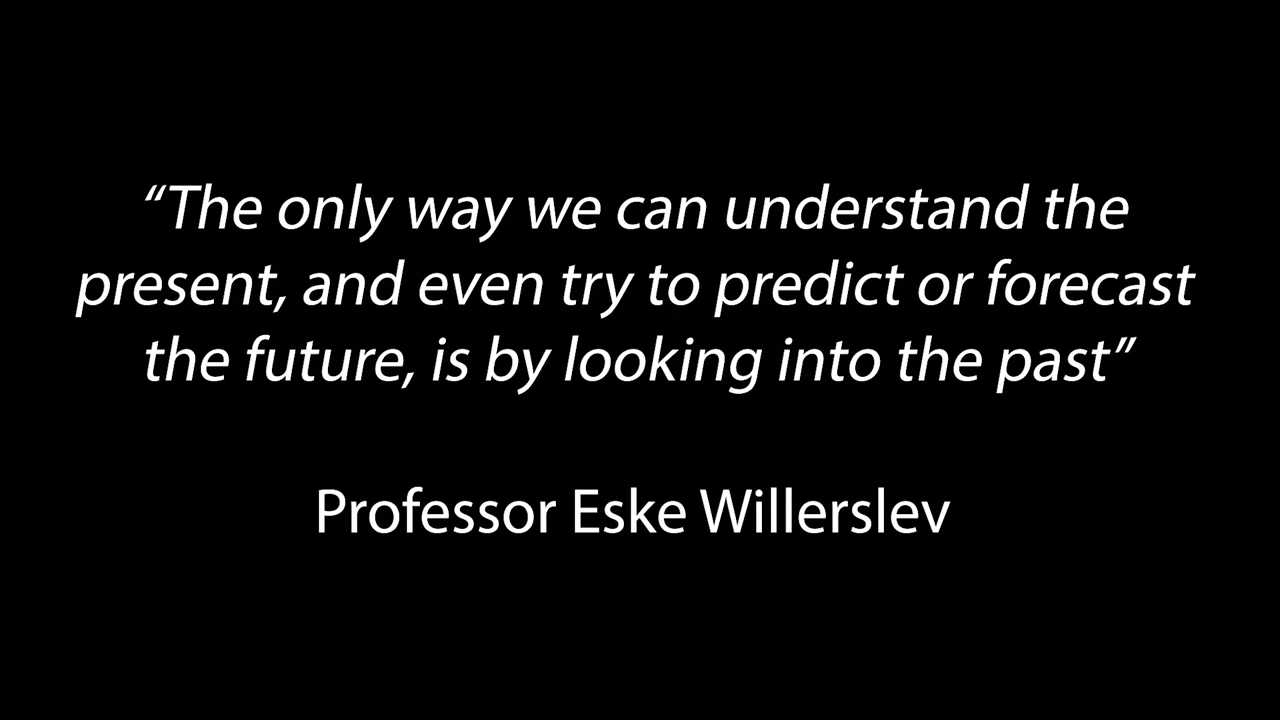 “The only way we can understand the
present, and even try to predict or forecast
the future, is by looking into the past”
Professor Eske Willerslev